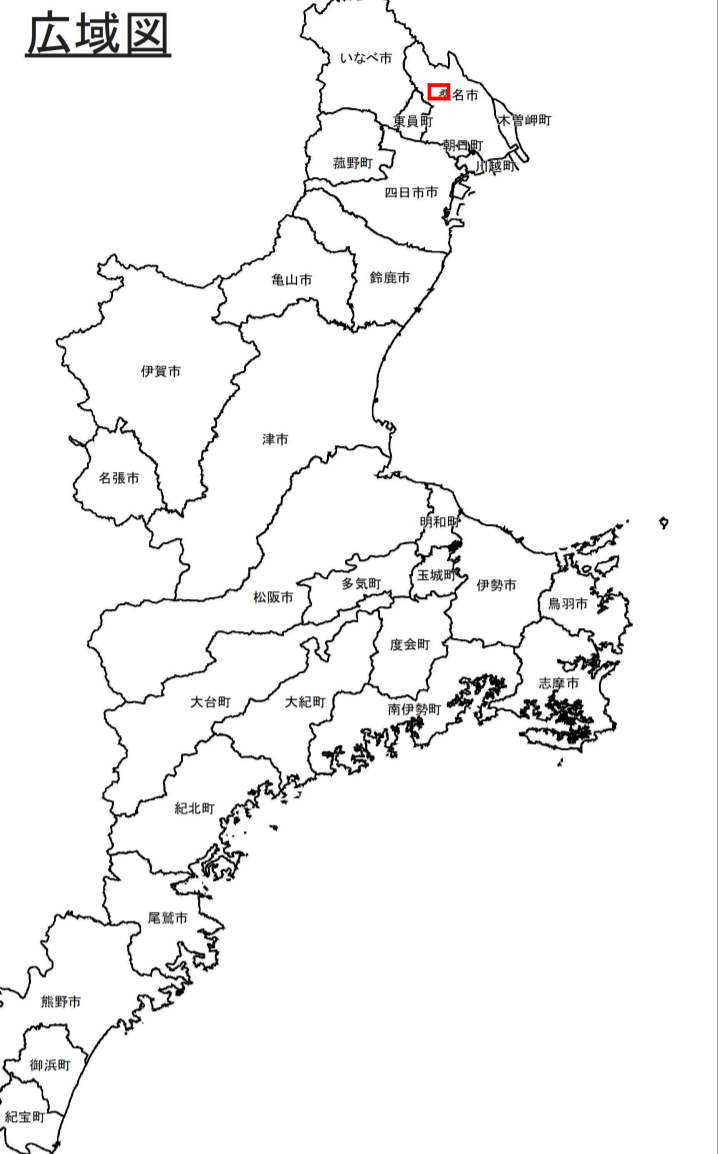 広域図
いなべ市
桑名市
東員町
木曽岬町
朝日町
川越町
菰野町
四日市市
亀山市
鈴鹿市
伊賀市
津市
名張市
明和町
玉城町
伊勢市
多気町
松阪市
鳥羽市
度会町
志摩市
大台町
大紀町
南伊勢町
紀北町
尾鷲市
熊野市
御浜町
紀宝町